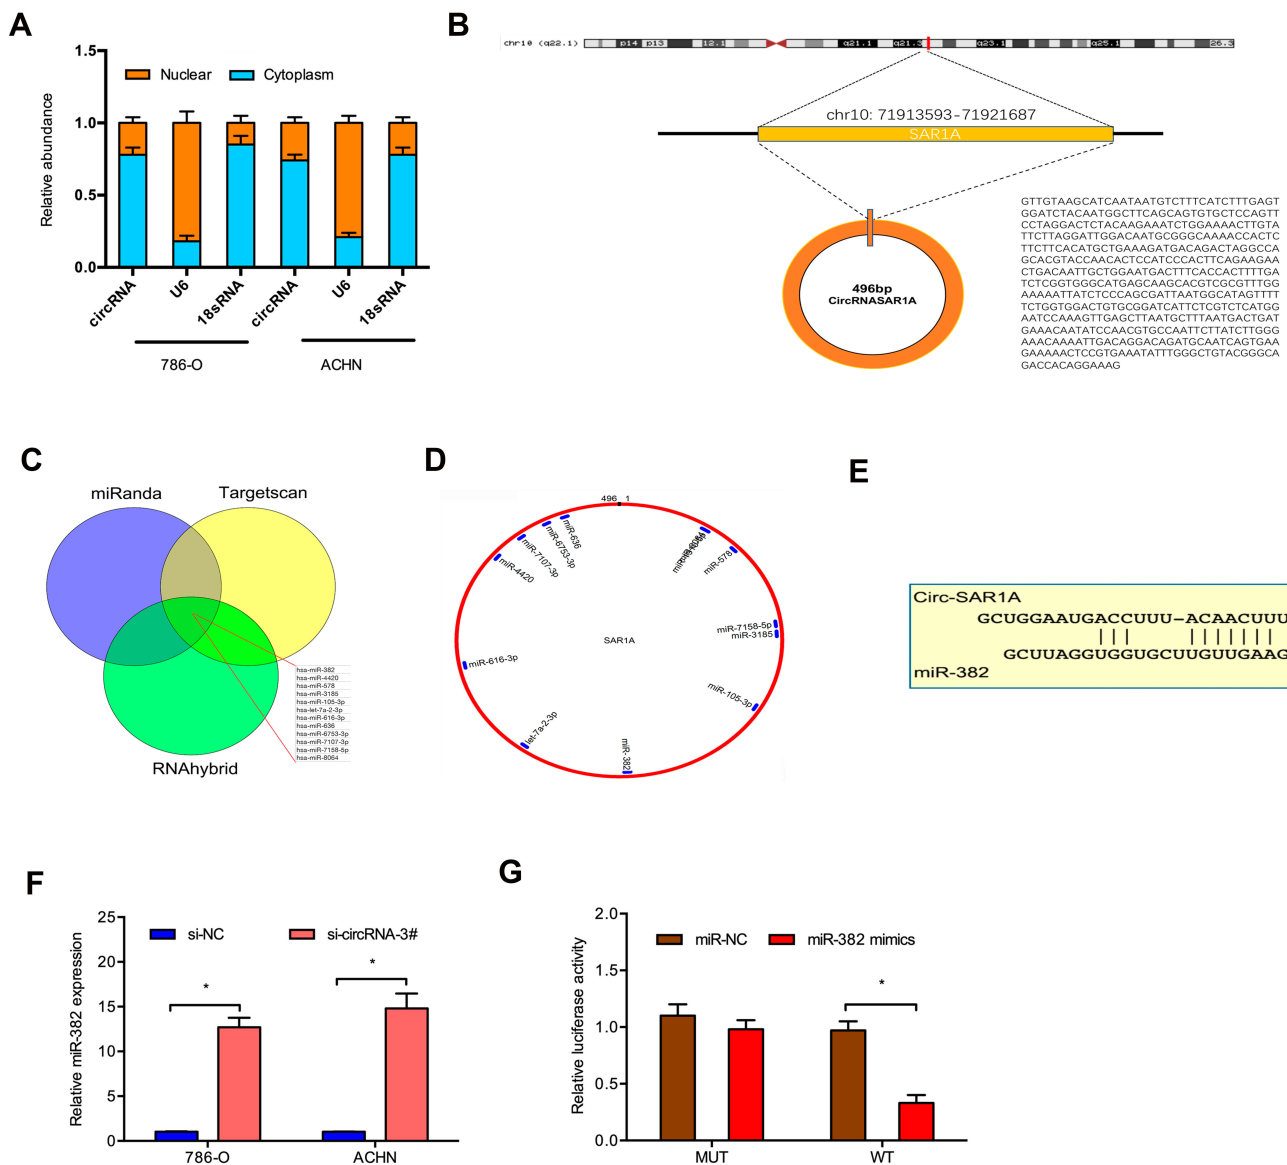 A
1.5
1.0
0.5
0.0
Relative abundance
Nuclear
Cytoplasm
circRNA
U6
18sRNA
circRNA
U6
18sRNA
786-O
ACHN
B
chr10 (q22.1)
p14 p13 12.1 q21.1 q21.3 q23.1 q25.1 26.3
chr10: 71913593-71921687
SAR1A
496bp
CircRNASAR1A
GTTGTAAGCATCAATAATGTCTTTCATCTTTGAGT
GGATCTACAATGGCTTCAGCAGTGTGCTCCAGTT
CCTAGGACTCTACAAGAAATCTGGAAAACTTGTA
TTCTTAGGATTGGACAATGCGGGCAAAACCACTC
TTCTTCACATGCTGAAAGATGACAGACTAGGCCA
GCACGTACCAACACTCCATCCCACTTCAGAAGAA
CTGACAATTGCTGGAATGACTTTCACCACTTTTGA
TCTCGGTGGGCATGAGCAAGCACGTCGCGTTTGG
AAAAATTATCTCCCAGCGATTAATGGCATAGTTTT
TCTGGTGGACTGTGCGGATCATTCTCGTCTCATGG
AATCCAAAGTTGAGCTTAATGCTTTAATGACTGAT
GAAACAATATCCAACGTGCCAATTCTTATCTTGGG
AAACAAAATTGACAGGACAGATGCAATCAGTGAA
GAAAAACTCCGTGAAATATTTGGGCTGTACGGGCA
GACCACAGGAAAG
C
miRanda
Targetscan
RNAhybrid
hsa-miR-382
hsa-miR-4420
hsa-miR-578
hsa-miR-3185
hsa-miR-105-3p
hsa-let-7a-2-3p
hsa-miR-616-3p
hsa-miR-636
hsa-miR-6753-3p
hsa-miR-7107-3p
hsa-miR-7158-5p
hsa-miR-8064
D
496 1
miR-636
miR-6753-3p
miR-7107-3p
miR-4420
miR-578
miR-7158-5p
miR-3185
SAR1A
miR-616-3p
miR-105-3p
let-7a-2-3p
miR-382
E
Circ-SAR1A
GCUGGAAUGACCUUU-ACAACUUU
GCUUAGGUGGUGCUUGUUGAAG
miR-382
F
25
20
15
10
5
0
Relative miR-382 expression
si-NC
si-circRNA-3#
*
*
786-O
ACHN
G
2.0
1.5
1.0
0.5
0.0
Relative luciferase activity
miR-NC
miR-382 mimics
*
MUT
WT